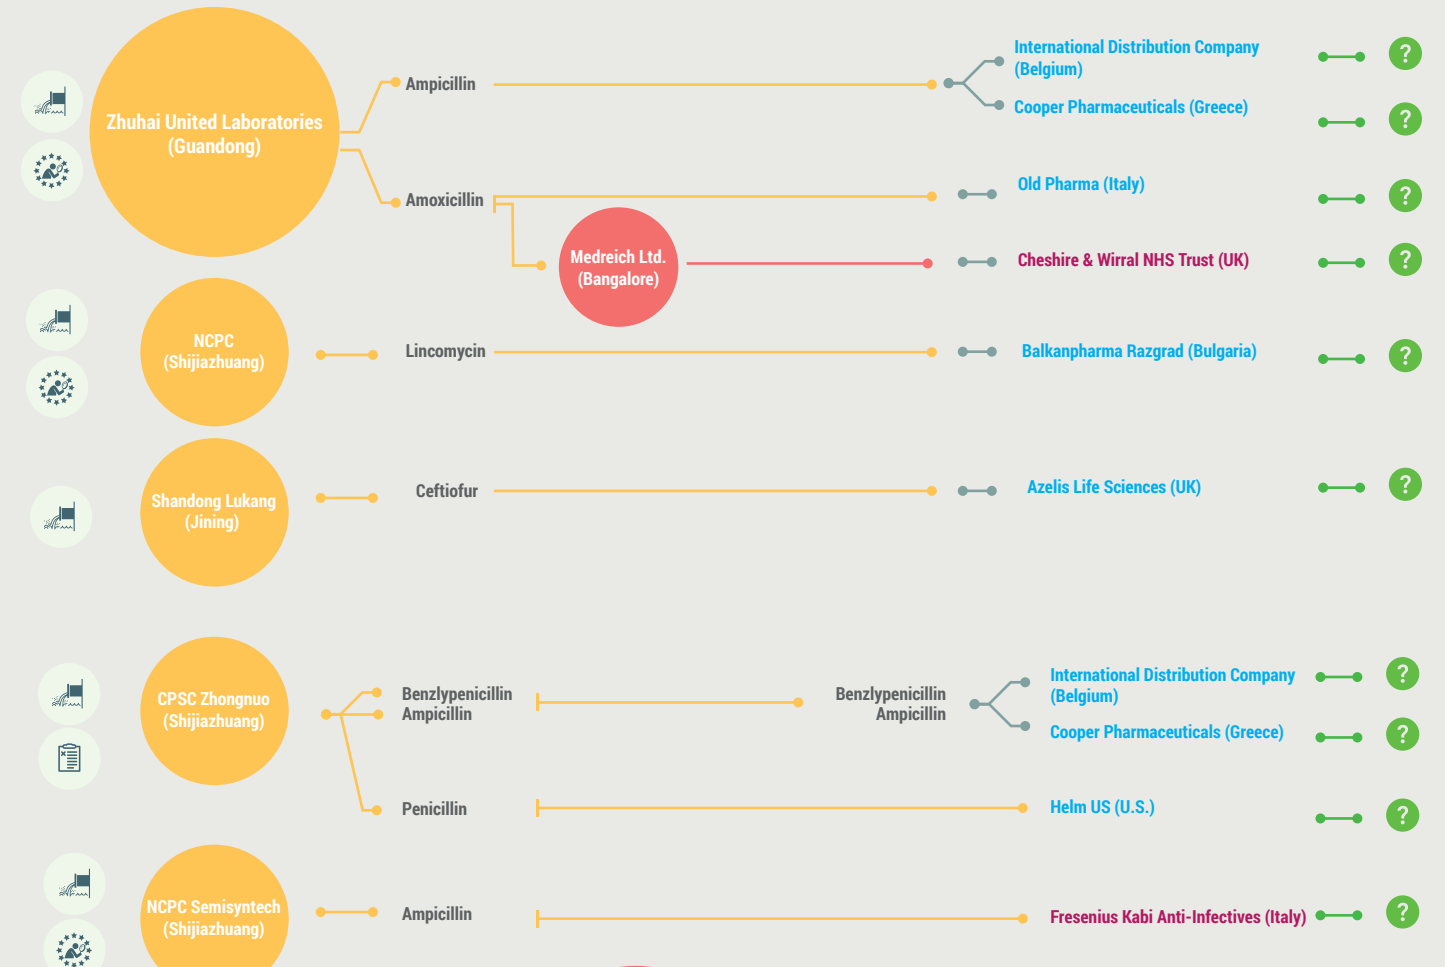 Zhuhai United Laboratories
(Guandong)
Ampicillin
International Distribution Company
(Belgium)
?
Cooper Pharmaceuticals (Greece)
?
Amoxicillin
Old Pharma (Italy)
?
Medreich Ltd.
(Bangalore)
Cheshire & Wirral NHS Trust (UK)
?
NCPC
(Shijiazhuang)
Lincomycin
Balkanpharma Razgrad (Bulgaria)
?
Shandong Lukang
(Jining)
Ceftiofur
Azelis Life Sciences (UK)
?
CPSC Zhongnuo
(Shijiazhuang)
Benzlypenicillin
Ampicillin
Benzlypenicillin
Ampicillin
International Distribution Company
(Belgium)
?
Cooper Pharmaceuticals (Greece)
?
Penicillin
Helm US (U.S.)
?
NCPC Semisyntech
(Shijiazhuang)
Ampicillin
Fresenius Kabi Anti-Infectives (Italy)
?